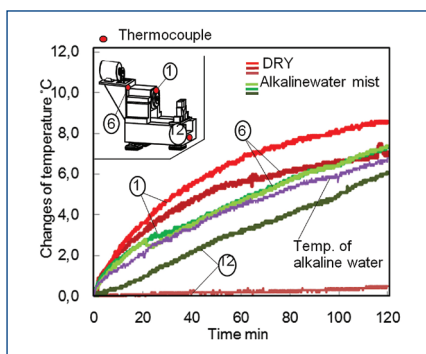 Thermocouple
12,0
10,0
8,0
6,0
4,0
2,0
0,0
Changes of temperature°C
1
6
12
DRY
Alkalinewater mist
6
1
12
Temp. of
alkaline water
0 20 40 60 80 100 120
Time min